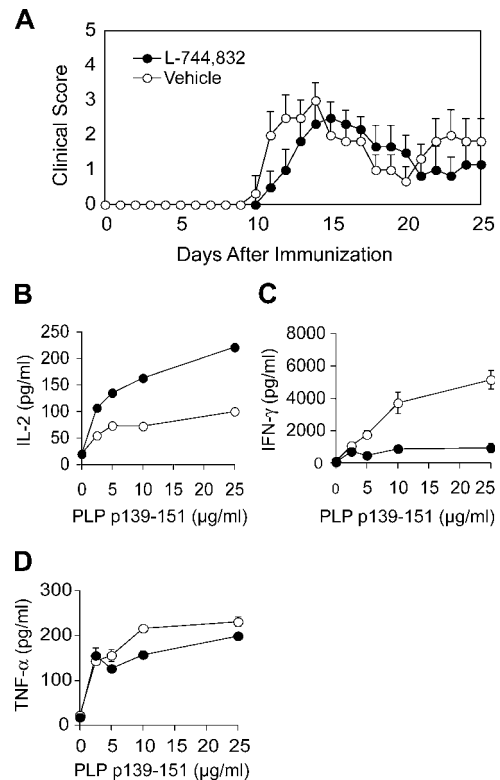 A
5
4
3
2
1
0
Clinical Score
L-744,832
Vehicle
0 5 10 15 20 25
Days After Immunization
B
250
200
150
100
50
0
IL-2 (pg/ml)
0 5 10 15 20 25
PLP p139-151 (µg/ml)
C
8000
6000
4000
2000
0
IFN-γ (pg/ml)
0 5 10 15 20 25
PLP p139-151 (µg/ml)
D
300
200
100
0
TNF-α (pg/ml)
0 5 10 15 20 25
PLP p139-151 (µg/ml)